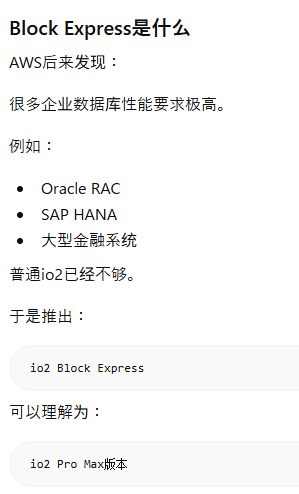 Block Express是什么
AWS后来发现：
很多企业数据库性能要求极高。
例如：
Oracle RAC
SAP HANA
大型金融系统
普通io2已经不够。
于是推出：
io2 Block Express
可以理解为：
io2 Pro Max版本